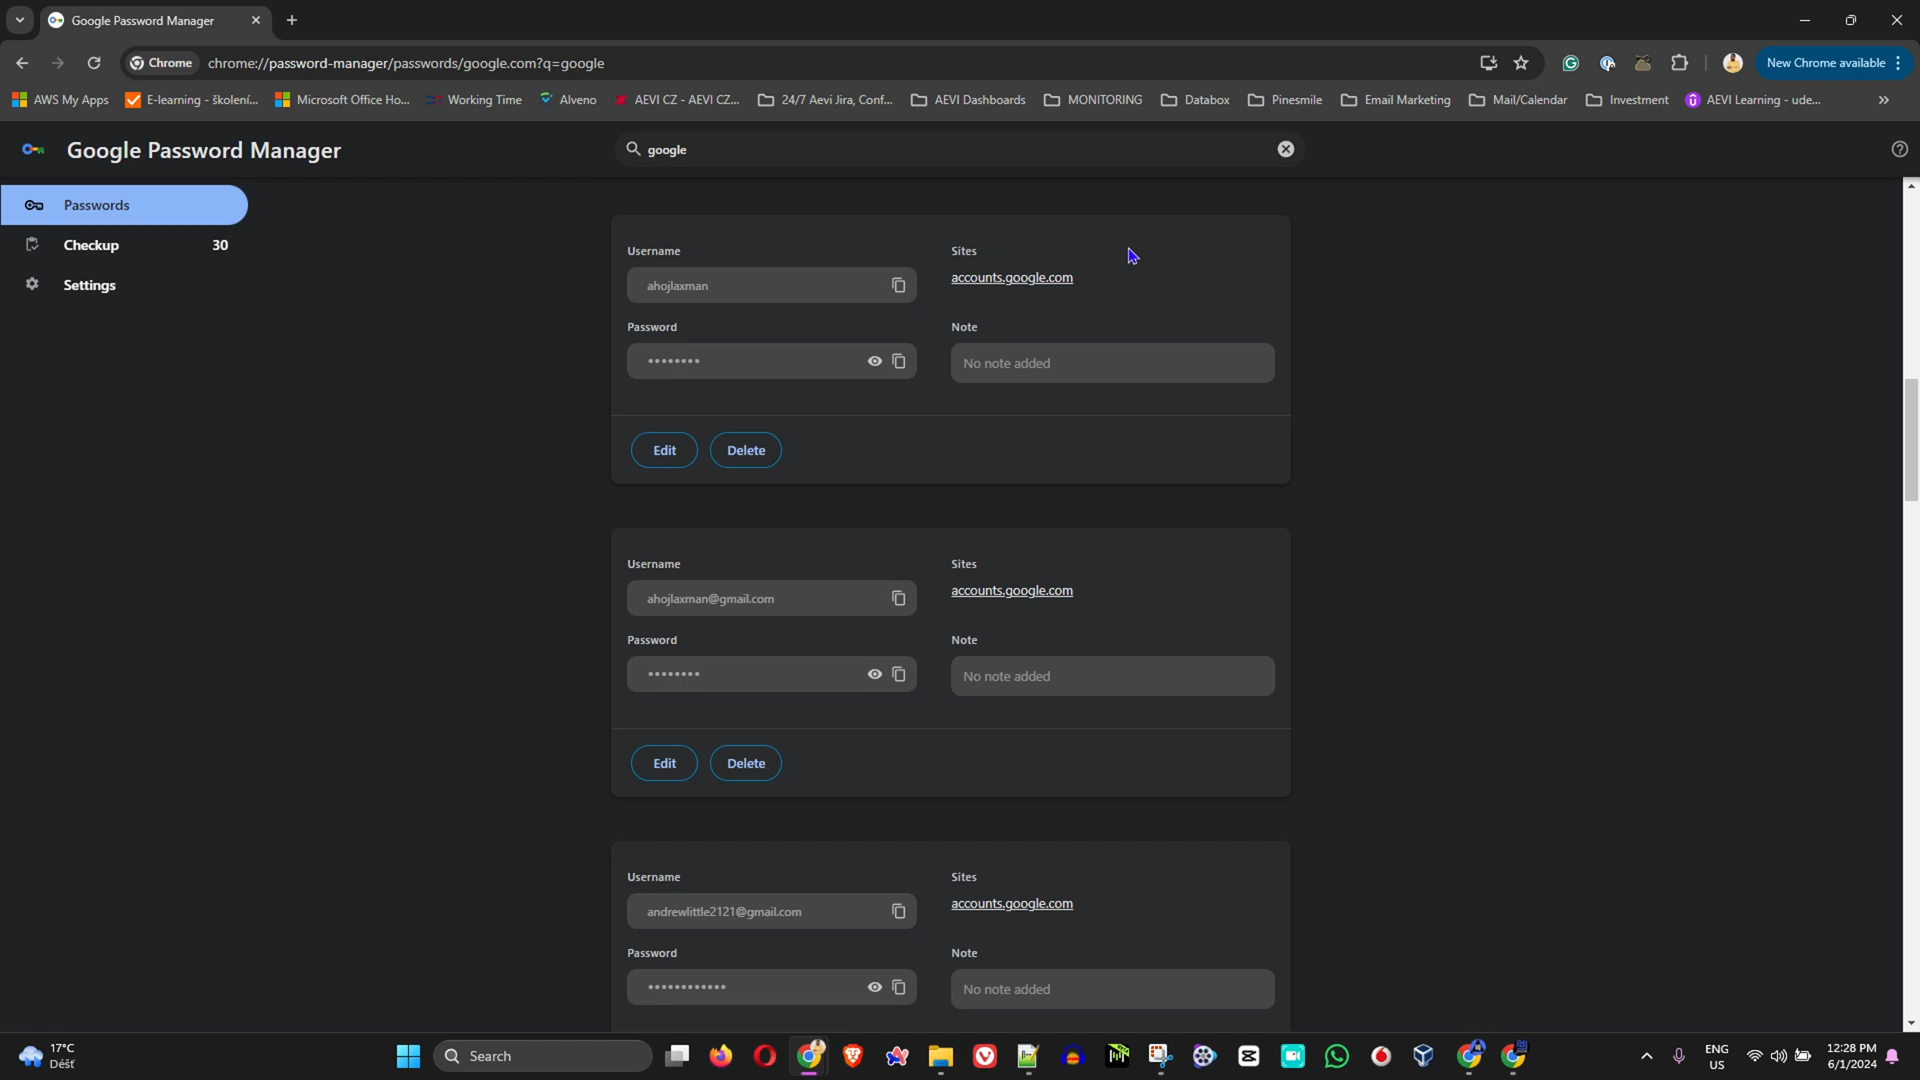 Google Password Manager
Chrome
chrome://password-manager/passwords/google.com?q=google
New Chrome available
AWS My Apps
E-learning - školení...
Microsoft Office Ho...
Working Time
Alveno
AEVI CZ - AEVI CZ...
24/7 Aevi Jira, Conf...
AEVI Dashboards
MONITORING
Databox
Pinesmile
Email Marketing
Mail/Calendar
Investment
AEVI Learning - ude...
Google Password Manager
google
Passwords
Checkup 30
Settings
Username
Sites
ahojlaxman
accounts.google.com
Password
Note
••••••••
No note added
Edit
Delete
Username
Sites
ahojlaxman@gmail.com
accounts.google.com
Password
Note
••••••••
No note added
Edit
Delete
Username
Sites
andrewlittle2121@gmail.com
accounts.google.com
Password
Note
••••••••••••
No note added
17°C
Déšť
Search
ENG
US
12:28 PM
6/1/2024